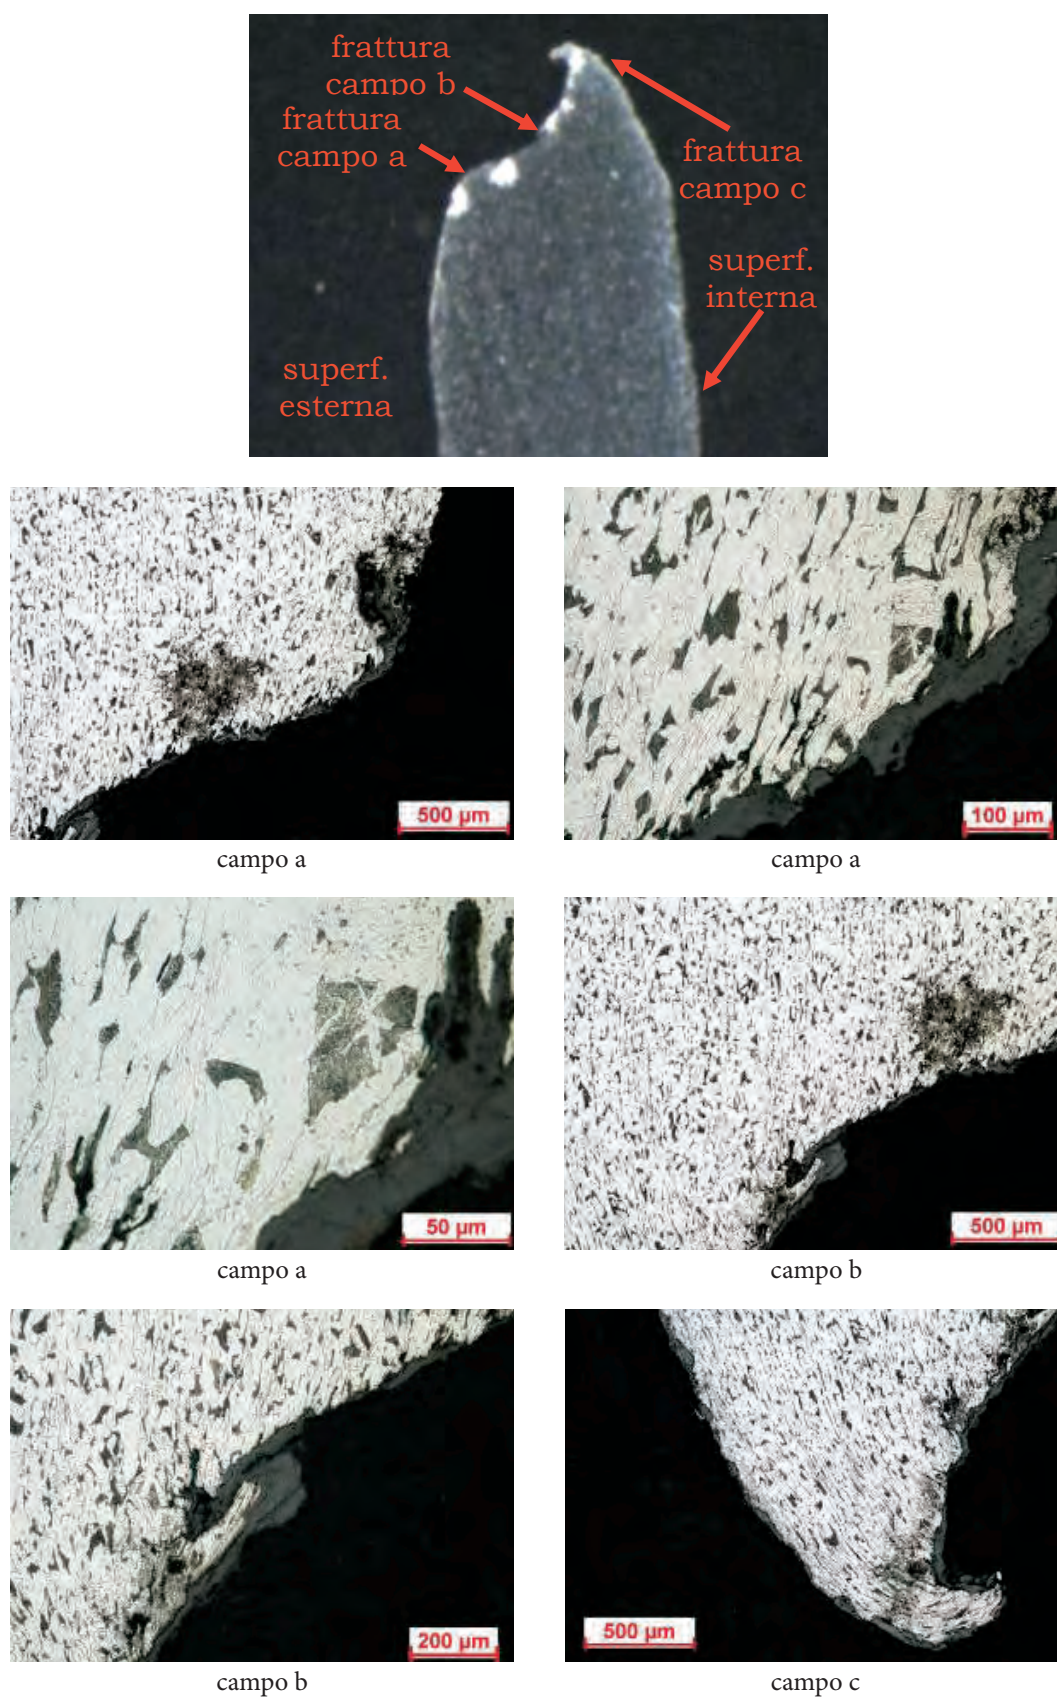 frattura
campo b
frattura
campo a
frattura
campo c
superf.
interna
superf.
esterna
500 µm
100 µm
campo a
campo a
50 µm
500 µm
campo a
campo b
200 µm
500 µm
campo b
campo c